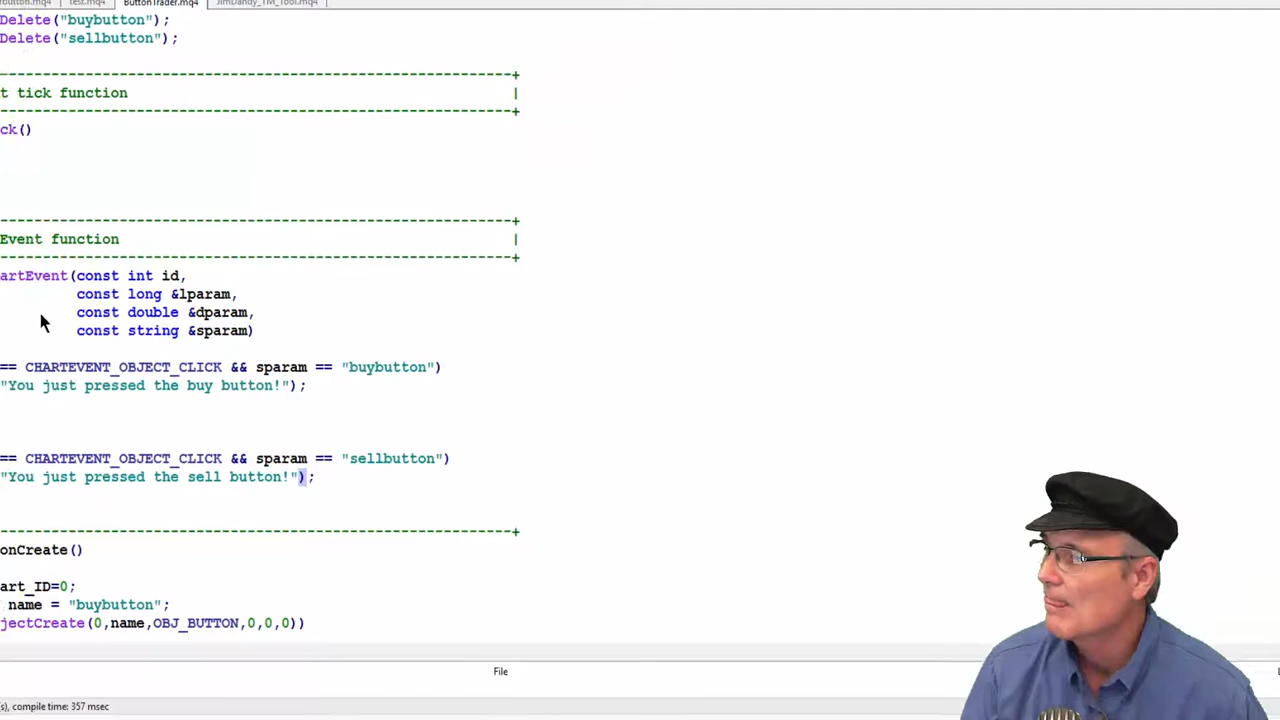 button.mq4 test.mq4 ButtonTrader.mq4 JimDandy_TM_Tool.mq4
Delete("buybutton");
Delete("sellbutton");
---------------------------------------------------------------+
t tick function |
---------------------------------------------------------------+
ck()
---------------------------------------------------------------+
Event function |
---------------------------------------------------------------+
artEvent(const int id,
const long &lparam,
const double &dparam,
const string &sparam)
== CHARTEVENT_OBJECT_CLICK && sparam == "buybutton")
"You just pressed the buy button!");
== CHARTEVENT_OBJECT_CLICK && sparam == "sellbutton")
"You just pressed the sell button!");
---------------------------------------------------------------+
onCreate()
art_ID=0;
name = "buybutton";
jectCreate(0,name,OBJ_BUTTON,0,0,0))
File
s), compile time: 357 msec